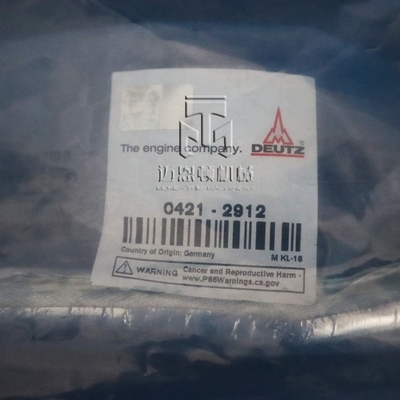 The engine company. DEUTZ®
0421 - 2912
Country of Origin: Germany
M KL-16
WARNING
Cancer and Reproductive Harm -
www.P65Warnings.ca.gov